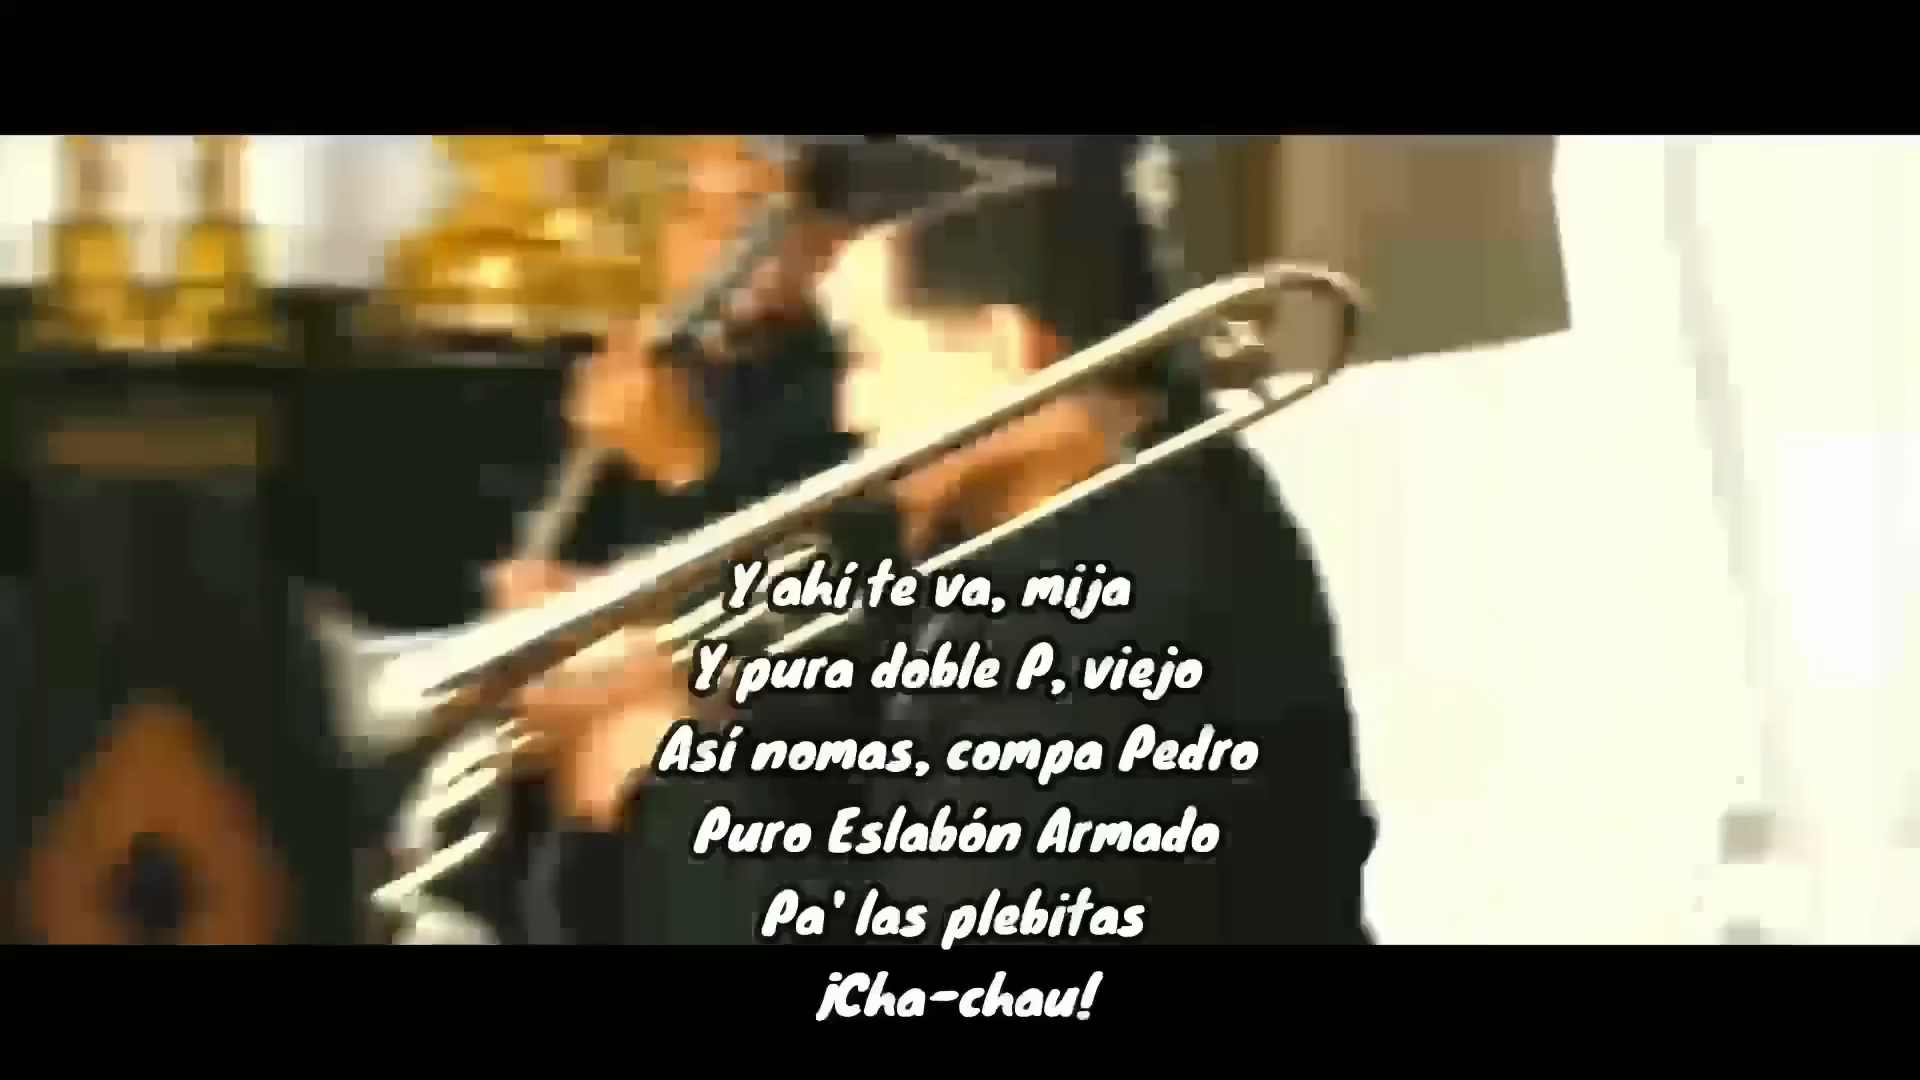 Y ahí te va, mija
Y pura doble P, viejo
Así nomas, compa Pedro
Puro Eslabón Armado
Pa' las plebitas
¡Cha-chau!